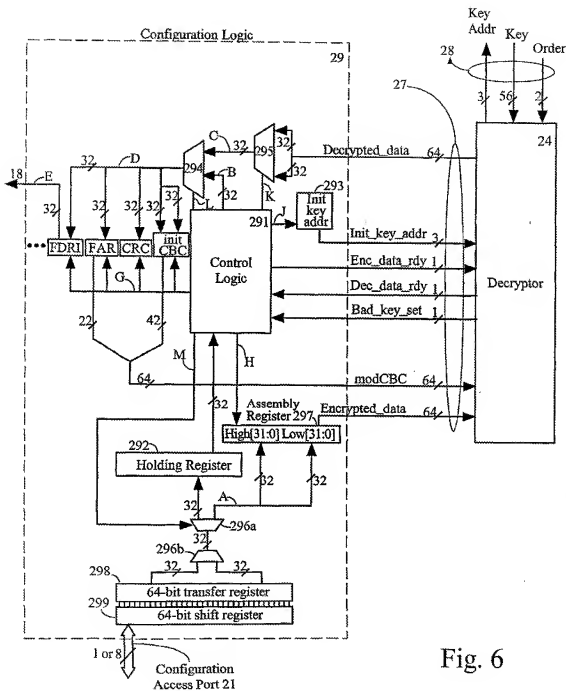 Configuration Logic
29
Key
Addr
Key
Order
28
3
56
2
27
24
Decryptor
C
32
294
295
32
32
Decrypted_data
64
B
32
D
32
18
E
32
32
32
32
32
L
K
293
Init
key
addr
J
291
Control
Logic
FDRI
FAR
CRC
init
CBC
G
Init_key_addr
3
Enc_data_rdy
1
Dec_data_rdy
1
Bad_key_set
1
22
42
M
H
64
modCBC
64
32
Assembly
Register
297
Encrypted_data
64
High[31:0] Low[31:0]
292
Holding Register
32
32
A
32
296a
32
296b
32
32
298
64-bit transfer register
299
64-bit shift register
1 or 8
Configuration
Access Port 21
Fig. 6